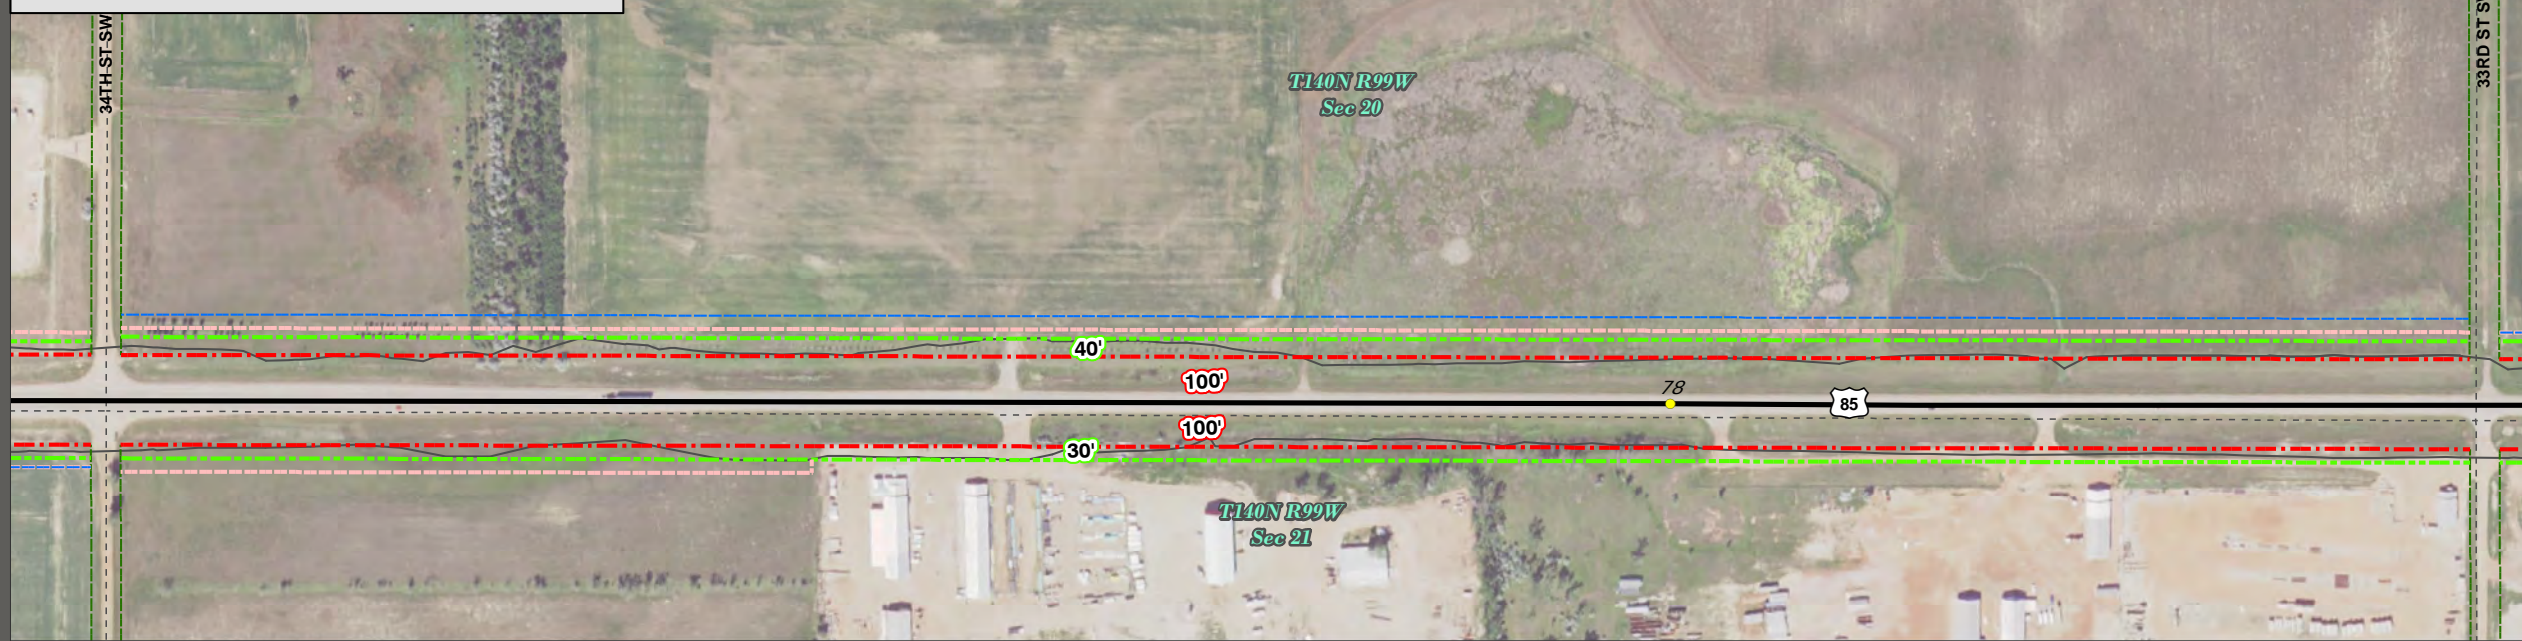 34TH ST SW
33RD ST S
T140N R99W
Sec 20
40'
100'
78
85
100'
30'
T140N R99W
Sec 21